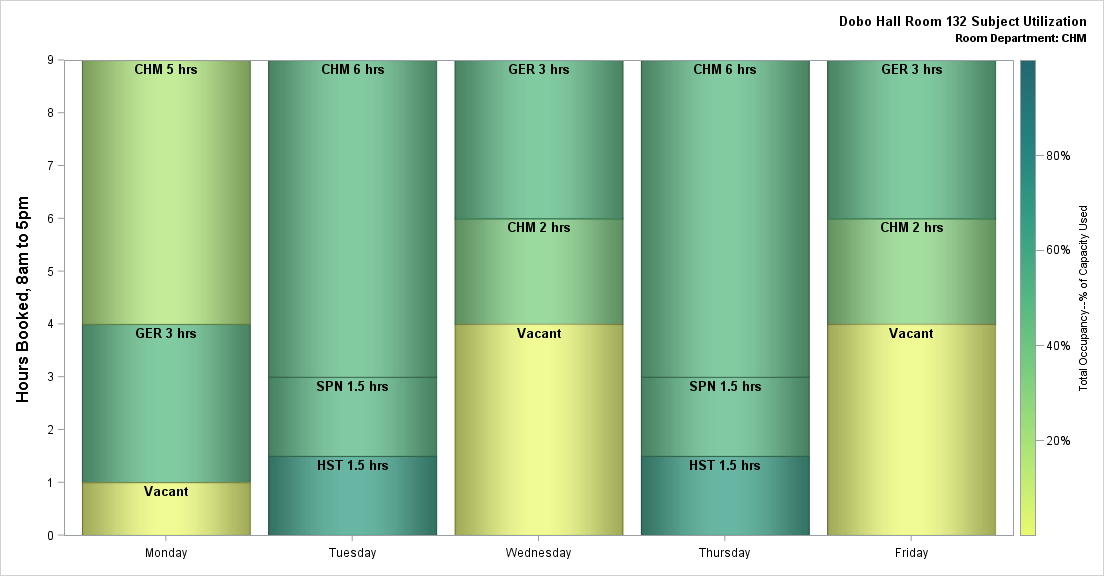 Dobo Hall Room 132 Subject Utilization
Room Department: CHM
Hours Booked, 8am to 5pm
9
8
7
6
5
4
3
2
1
0
CHM 5 hrs
GER 3 hrs
Vacant
CHM 6 hrs
SPN 1.5 hrs
HST 1.5 hrs
GER 3 hrs
CHM 2 hrs
Vacant
CHM 6 hrs
SPN 1.5 hrs
HST 1.5 hrs
GER 3 hrs
CHM 2 hrs
Vacant
Monday
Tuesday
Wednesday
Thursday
Friday
80%
60%
40%
20%
Total Occupancy--% of Capacity Used